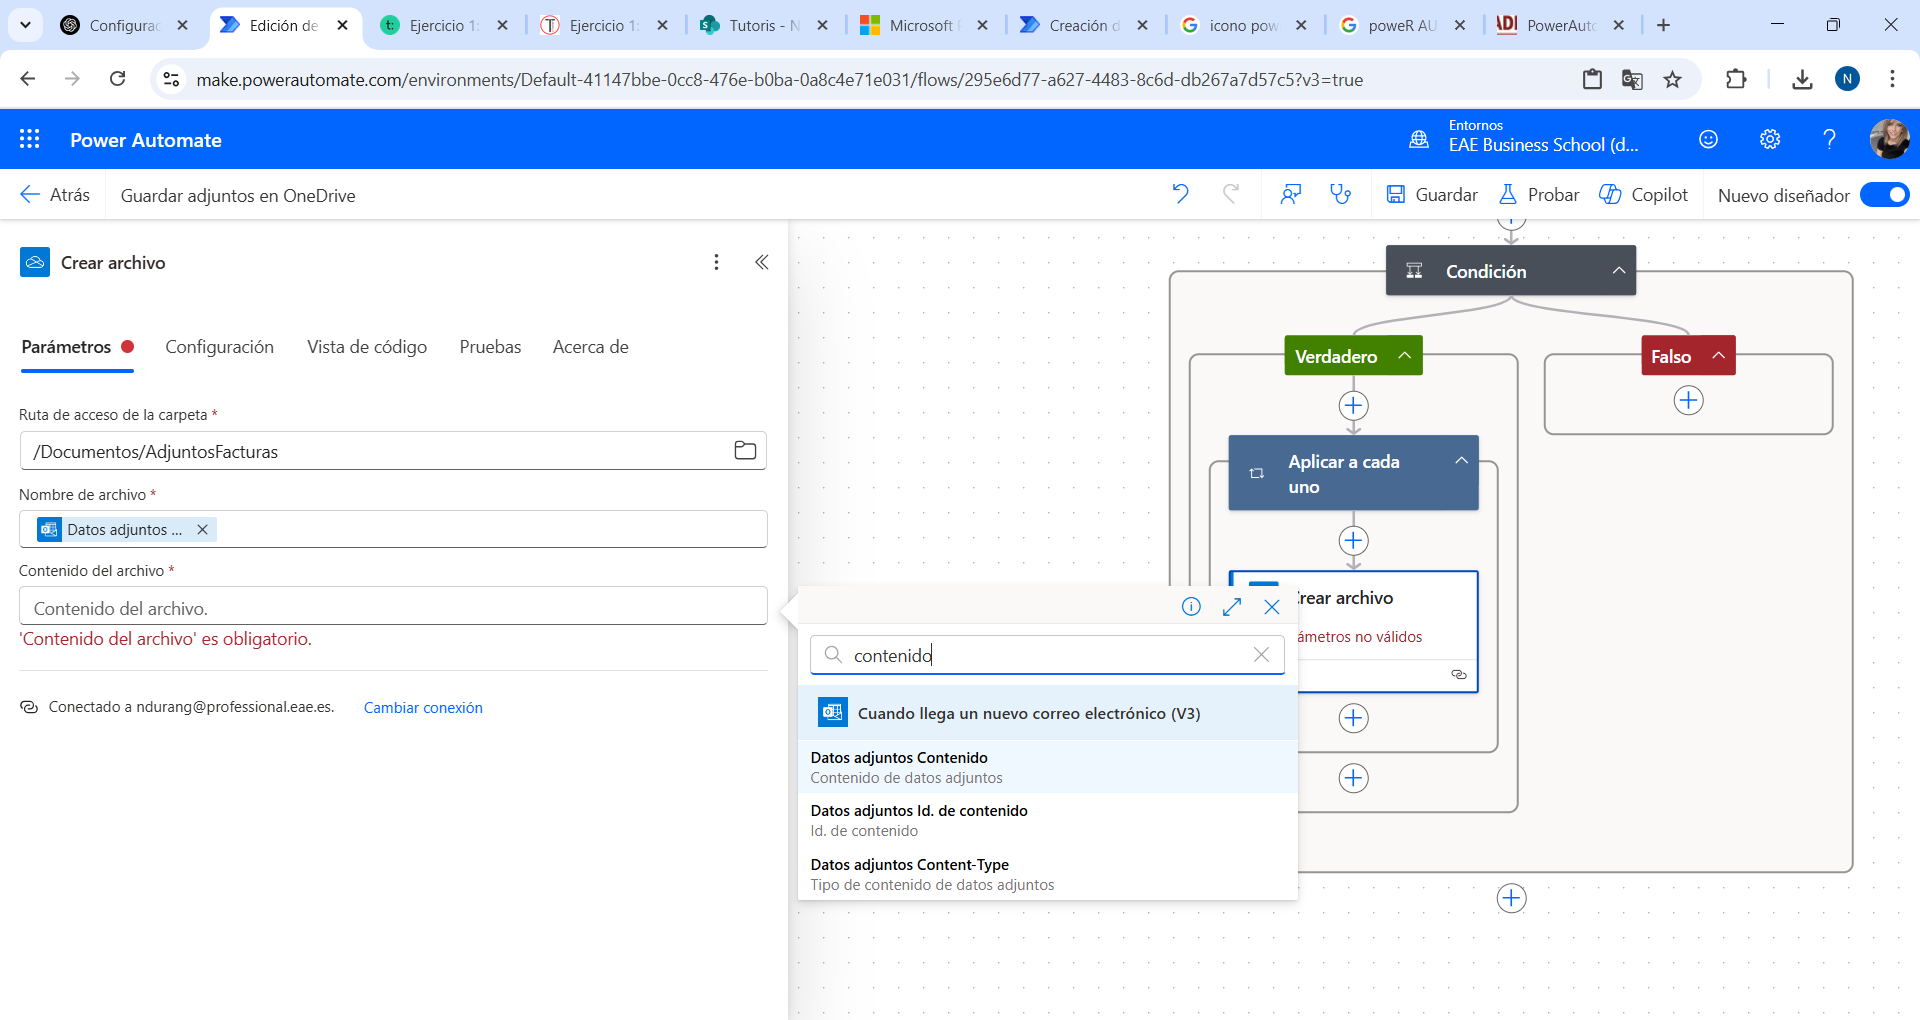 Configurac
Edición de
Ejercicio 1:
Ejercicio 1:
Tutoris - N
Microsoft
Creación d
icono pow
poweR AU
PowerAuto
make.powerautomate.com/environments/Default-41147bbe-0cc8-476e-b0ba-0a8c4e71e031/flows/295e6d77-a627-4483-8c6d-db267a7d57c5?v3=true
N
Power Automate
Entornos
EAE Business School (d...
Atrás
Guardar adjuntos en OneDrive
Guardar
Probar
Copilot
Nuevo diseñador
Crear archivo
Parámetros
Configuración
Vista de código
Pruebas
Acerca de
Ruta de acceso de la carpeta *
/Documentos/AdjuntosFacturas
Nombre de archivo *
Datos adjuntos ...
Contenido del archivo *
Contenido del archivo.
'Contenido del archivo' es obligatorio.
Conectado a ndurang@professional.eae.es.
Cambiar conexión
contenido
Cuando llega un nuevo correo electrónico (V3)
Datos adjuntos Contenido
Contenido de datos adjuntos
Datos adjuntos Id. de contenido
Id. de contenido
Datos adjuntos Content-Type
Tipo de contenido de datos adjuntos
Condición
Verdadero
Falso
Aplicar a cada
uno
rear archivo
ámetros no válidos